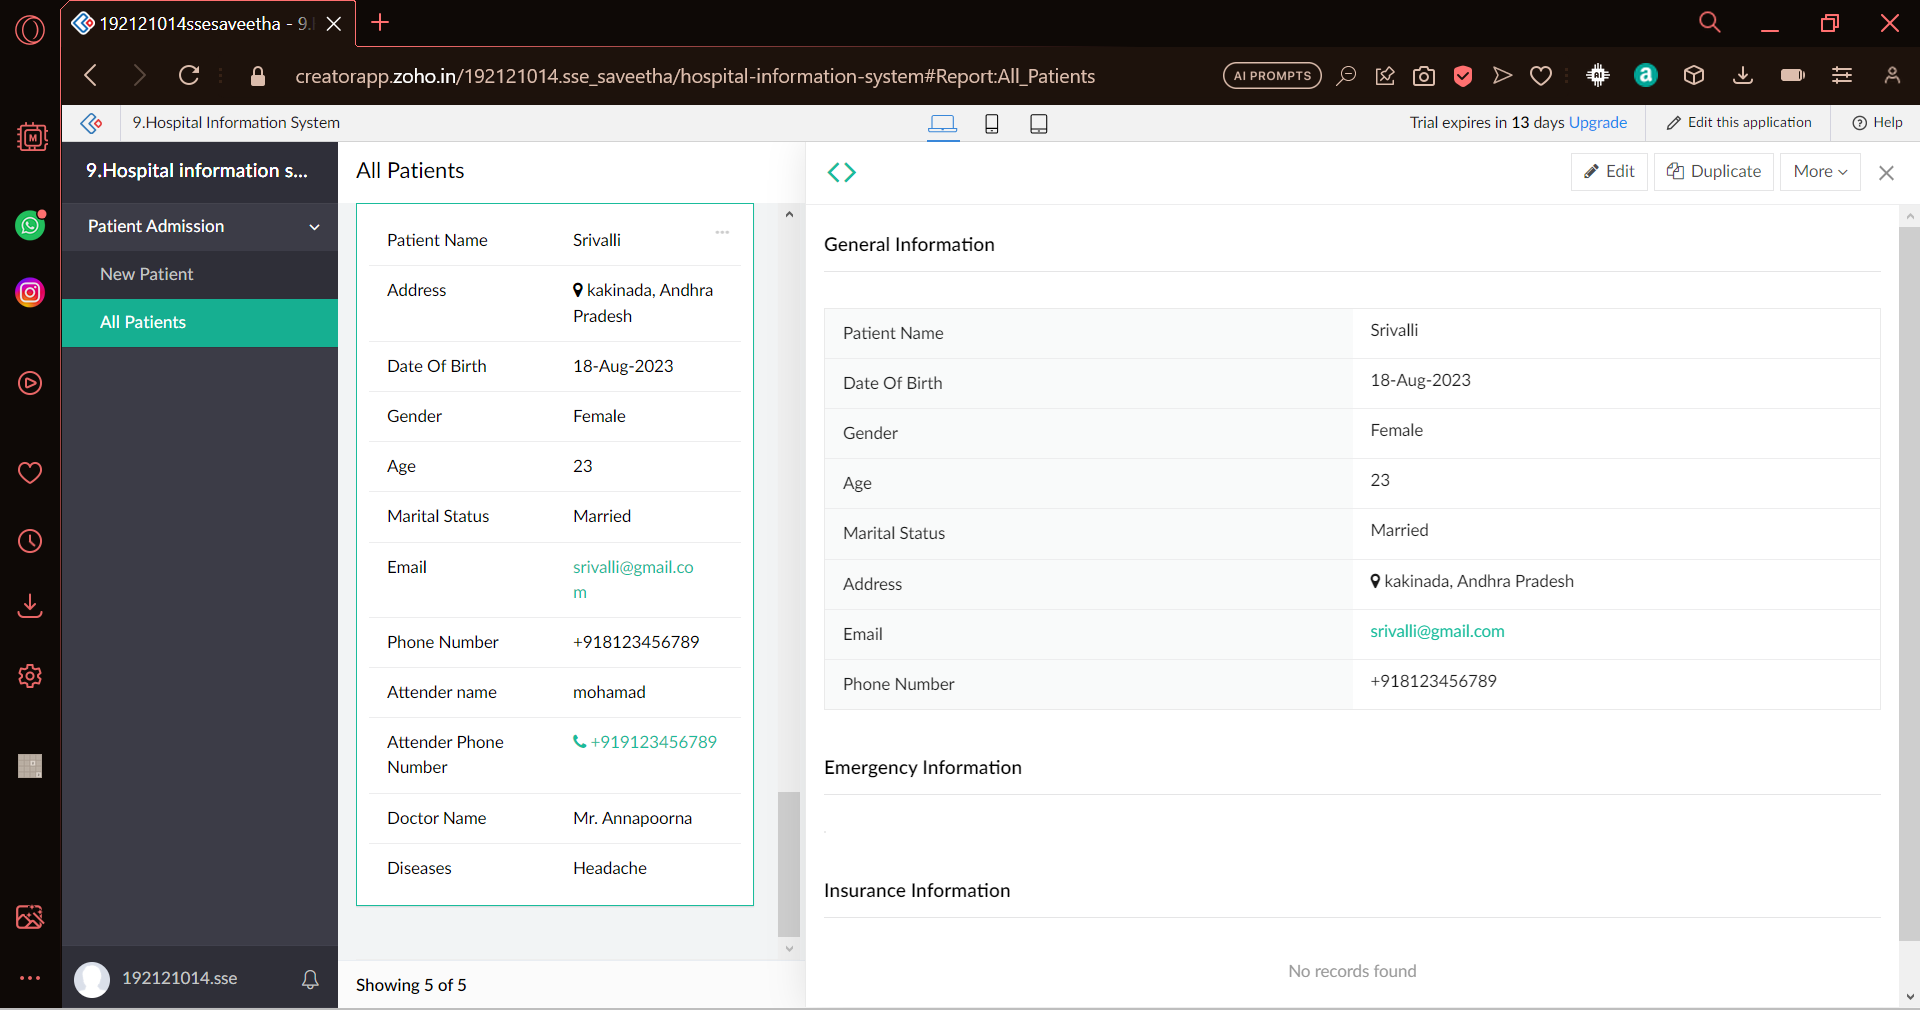 192121014ssesaveetha - 9.
creatorapp.zoho.in/192121014.sse_saveetha/hospital-information-system#Report:All_Patients
AI PROMPTS
9.Hospital Information System
Trial expires in 13 days Upgrade
Edit this application
Help
9.Hospital information s...
Patient Admission
New Patient
All Patients
192121014.sse
All Patients
Patient Name Srivalli
Address kakinada, Andhra
Pradesh
Date Of Birth 18-Aug-2023
Gender Female
Age 23
Marital Status Married
Email srivalli@gmail.co
m
Phone Number +918123456789
Attender name mohamad
Attender Phone +919123456789
Number
Doctor Name Mr. Annapoorna
Diseases Headache
Showing 5 of 5
Edit
Duplicate
More
General Information
Patient Name Srivalli
Date Of Birth 18-Aug-2023
Gender Female
Age 23
Marital Status Married
Address kakinada, Andhra Pradesh
Email srivalli@gmail.com
Phone Number +918123456789
Emergency Information
Insurance Information
No records found